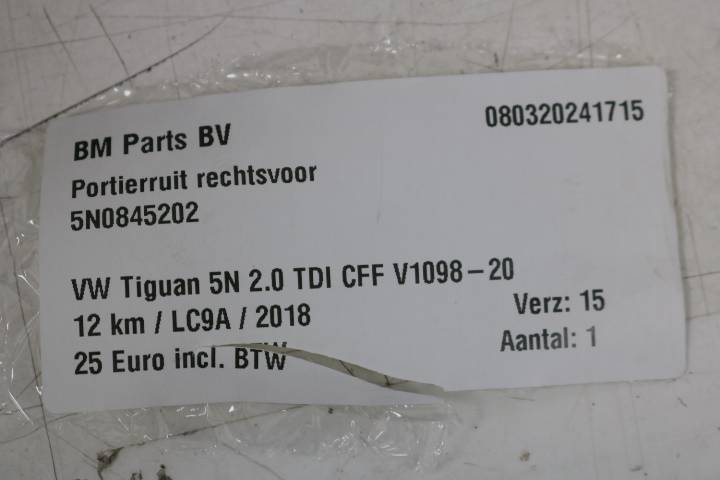 BM Parts BV
080320241715
Portierruit rechtsvoor
5N0845202
VW Tiguan 5N 2.0 TDI CFF V1098-20
12 km / LC9A / 2018
Verz: 15
25 Euro incl. BTW
Aantal: 1